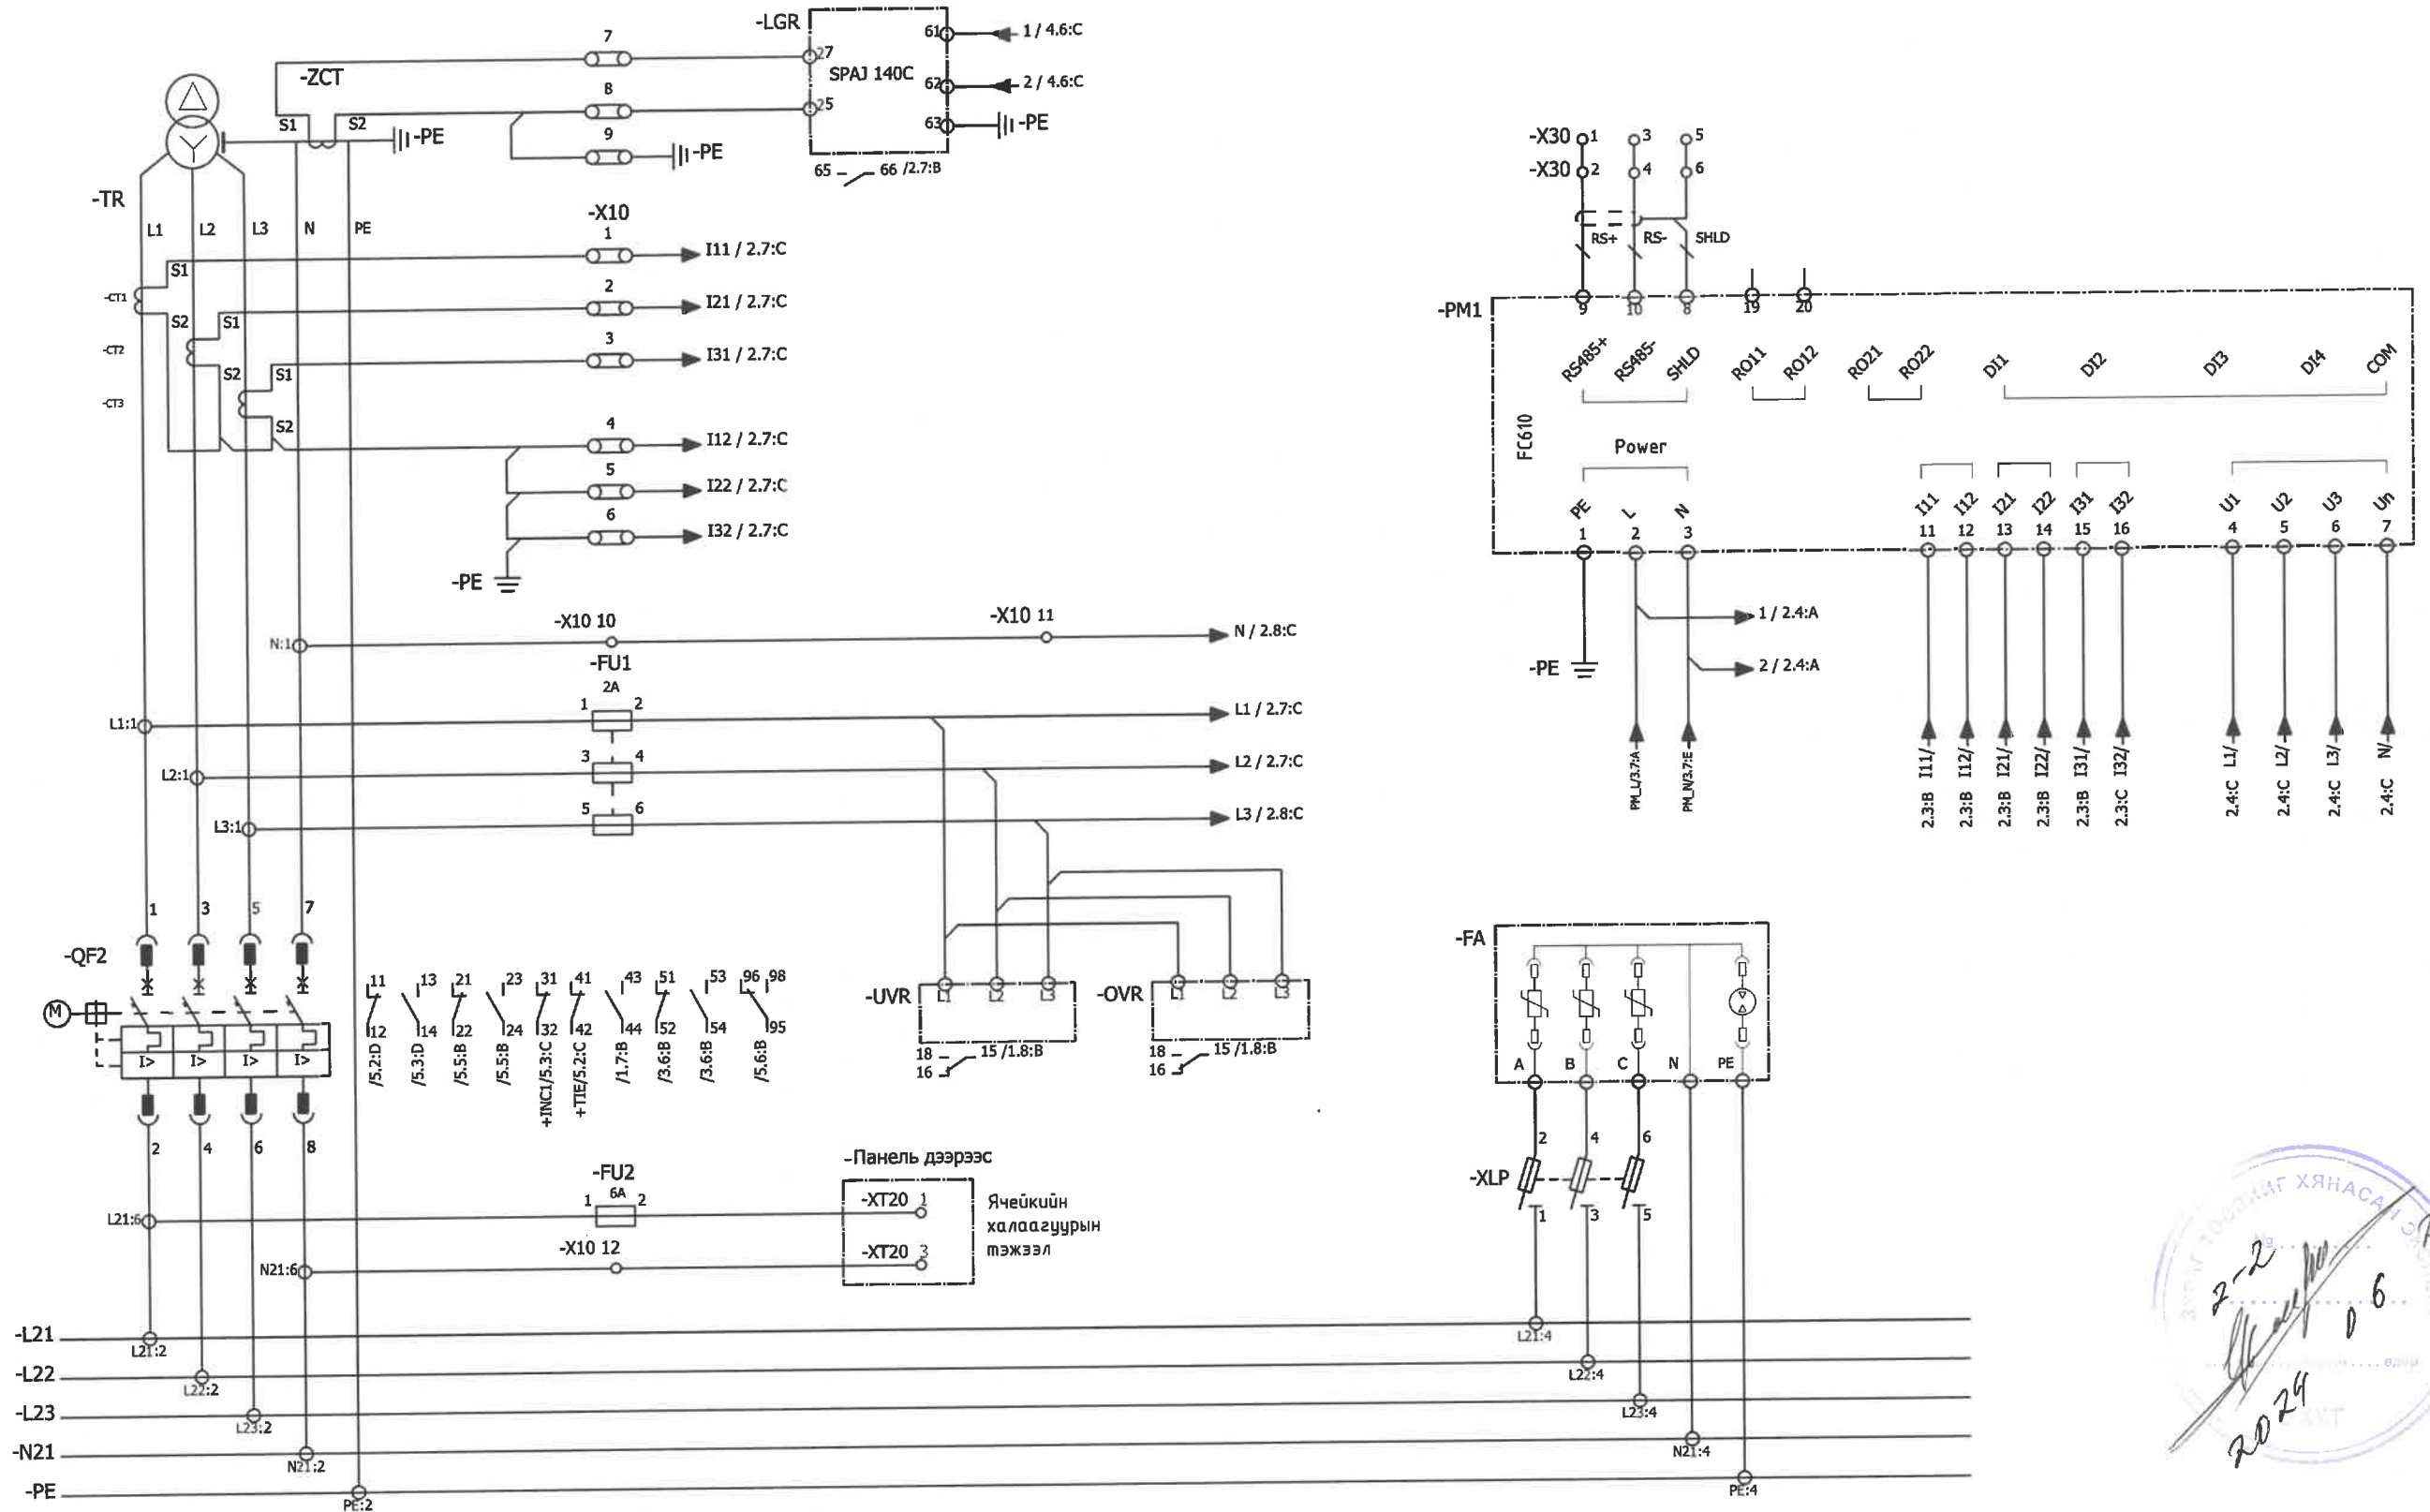 -LGR
61 1 / 4.6:C
7 27
-ZCT SPAJ 140C
62 2 / 4.6:C
8 25
S1 S2 -PE
63 -PE
9 -PE
65 66 /2.7:B
-TR
L1 L2 L3 N PE
-X10
1 I11 / 2.7:C
S1
-CT1
2 I21 / 2.7:C
S2 S1
-CT2
3 I31 / 2.7:C
S2 S1
-CT3
S2
4 I12 / 2.7:C
5 I22 / 2.7:C
6 I32 / 2.7:C
-PE
N:1 -X10 10 -X10 11 N / 2.8:C
-FU1
2A
L1:1 1 2 L1 / 2.7:C
L2:1 3 4 L2 / 2.7:C
L3:1 5 6 L3 / 2.8:C
-X30 1 3 5
-X30 2 4 6
RS+ RS- SHLD
-PM1
9 10 8 19 20
RS485+ RS485- SHLD RO11 RO12 RO21 RO22 DI1 DI2 DI3 DI4 COM
FC610
Power
PE L N I11 I12 I21 I22 I31 I32 U1 U2 U3 Un
1 2 3 11 12 13 14 15 16 4 5 6 7
1 / 2.4:A
2 / 2.4:A
-PE
PM_L/3.7:A
PM_N/3.7:E
2.3:B I11/
2.3:B I12/
2.3:B I21/
2.3:B I22/
2.3:B I31/
2.3:C I32/
2.4:C L1/
2.4:C L2/
2.4:C L3/
2.4:C N/
1 3 5 7
-QF2
M
I> I> I> I>
2 4 6 8
11 13 21 23 31 41 43 51 53 96 98
12 14 22 24 32 42 44 52 54 95
/5.2:D
/5.3:D
/5.5:B
/5.5:B
+INC1/5.3:C
+TIE/5.2:C
/1.7:B
/3.6:B
/3.6:B
/5.6:B
-UVR L1 L2 L3
18 15 /1.8:B
16
-OVR L1 L2 L3
18 15 /1.8:B
16
-FA
A B C N PE
2 4 6
-XLP
1 3 5
-FU2
6A
L21:6 1 2
-Панель дээрээс
-XT20 1
-XT20 3
Ячейкийн
халаагуурын
тэжээл
N21:6 -X10 12
-L21 L21:2 L21:4
-L22 L22:2 L22:4
-L23 L23:2 L23:4
-N21 N21:2 N21:4
-PE PE:2 PE:4
ХЯНАСАН
№
2-2
06
2024